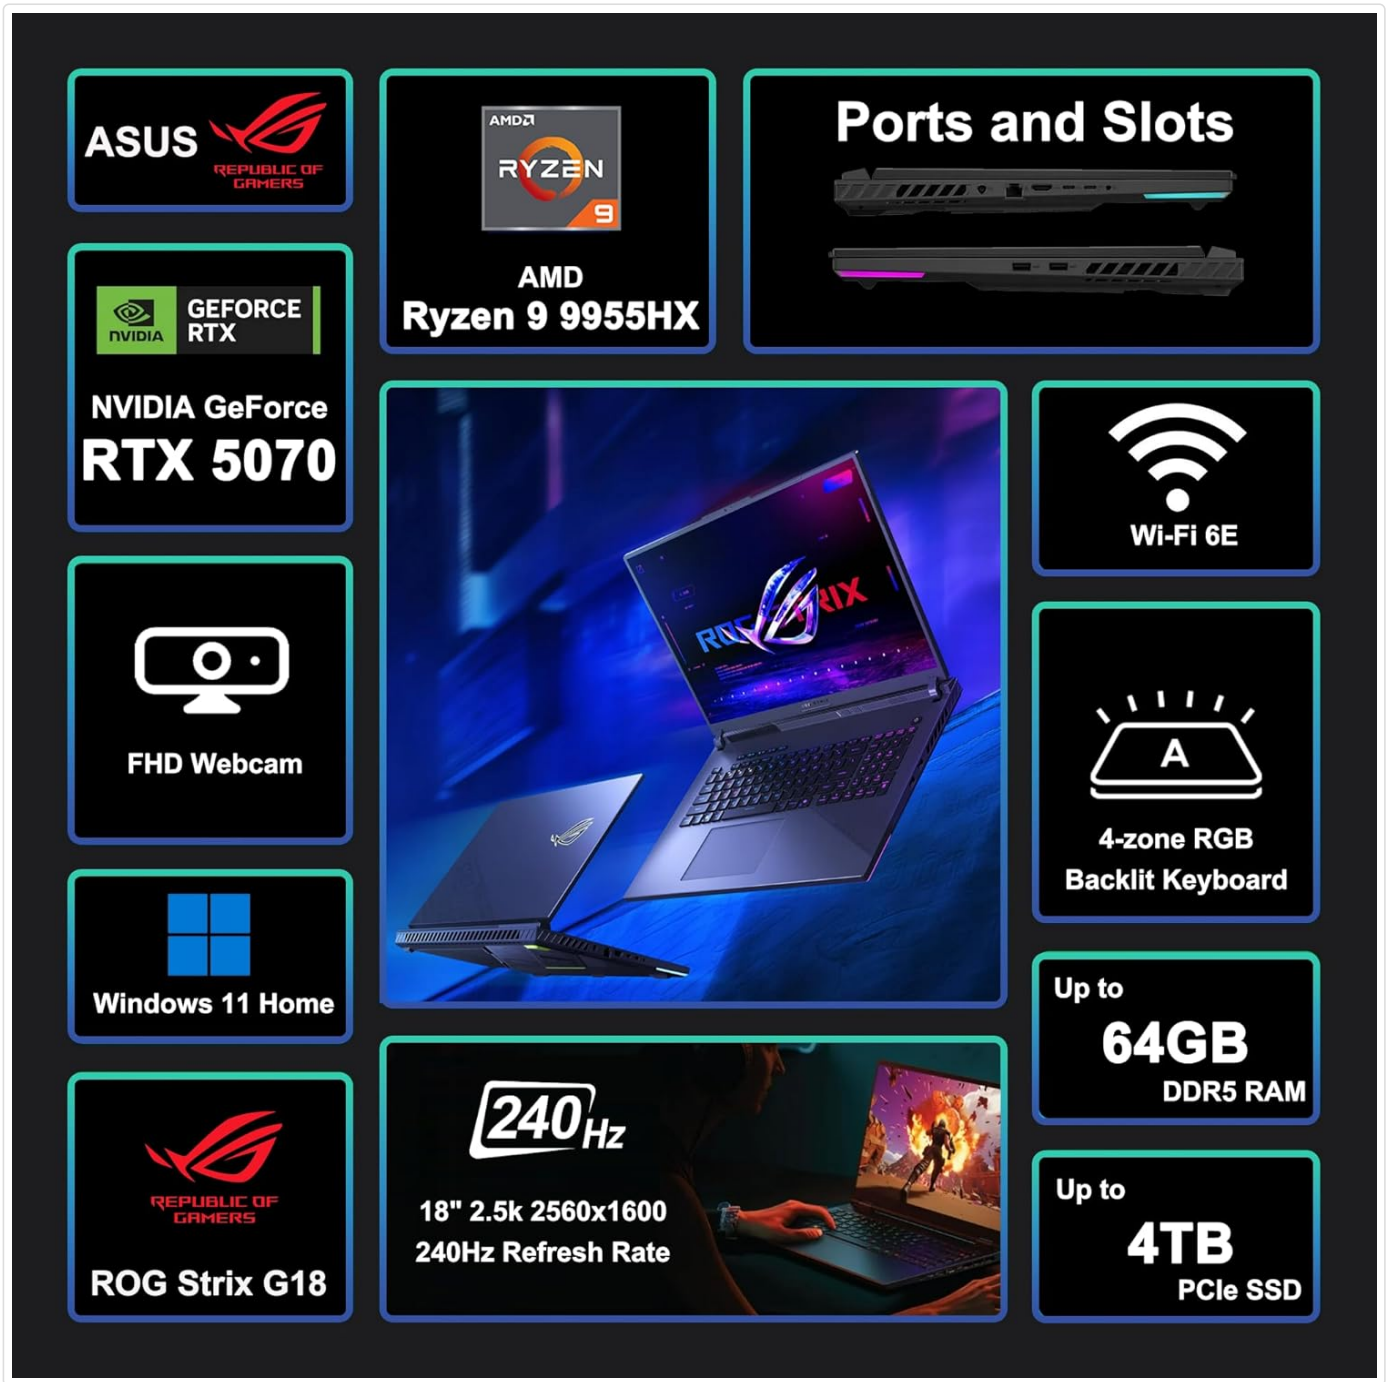 ASUS
REPUBLIC OF
GAMERS
AMD
RYZEN
9
AMD
Ryzen 9 9955HX
Ports and Slots
NVIDIA
GEFORCE
RTX
NVIDIA GeForce
RTX 5070
Wi-Fi 6E
FHD Webcam
A
4-zone RGB
Backlit Keyboard
Windows 11 Home
Up to
64GB
DDR5 RAM
REPUBLIC OF
GAMERS
ROG Strix G18
240Hz
18" 2.5k 2560x1600
240Hz Refresh Rate
Up to
4TB
PCIe SSD